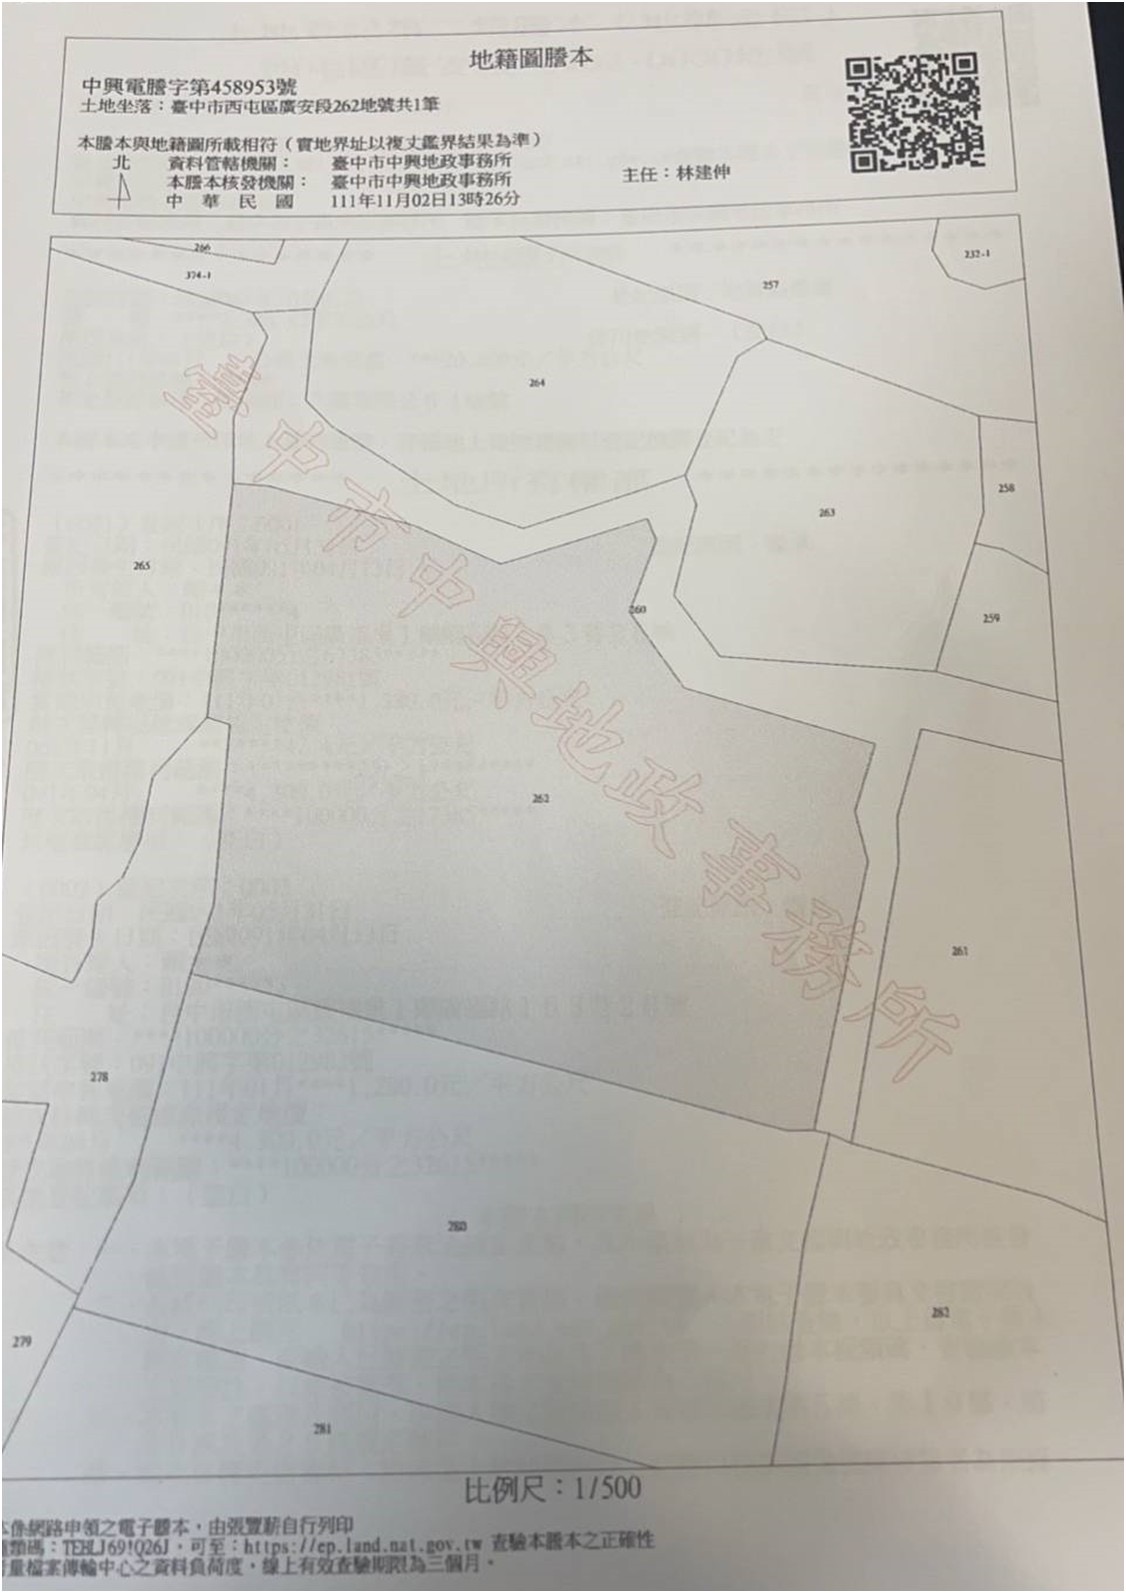 地籍圖謄本
中興電謄字第458953號
土地坐落：臺中市西屯區廣安段262地號共1筆
本謄本與地籍圖所載相符（實地界址以複丈鑑界結果為準）
北 資料管轄機關： 臺中市中興地政事務所
本謄本核發機關： 臺中市中興地政事務所 主任：林建伸
中 華 民 國 111年11月02日13時26分
266
374-1
257
232-1
264
258
263
265
260
259
262
261
278
280
282
279
281
臺中市中興地政事務所
比例尺：1/500
本係網路申領之電子謄本，由張豐薪自行列印
類碼：TEHLJ69!Q26J，可至：https://ep.land.nat.gov.tw 查驗本謄本之正確性
量檔案傳輸中心之資料負荷度，線上有效查驗期限為三個月。